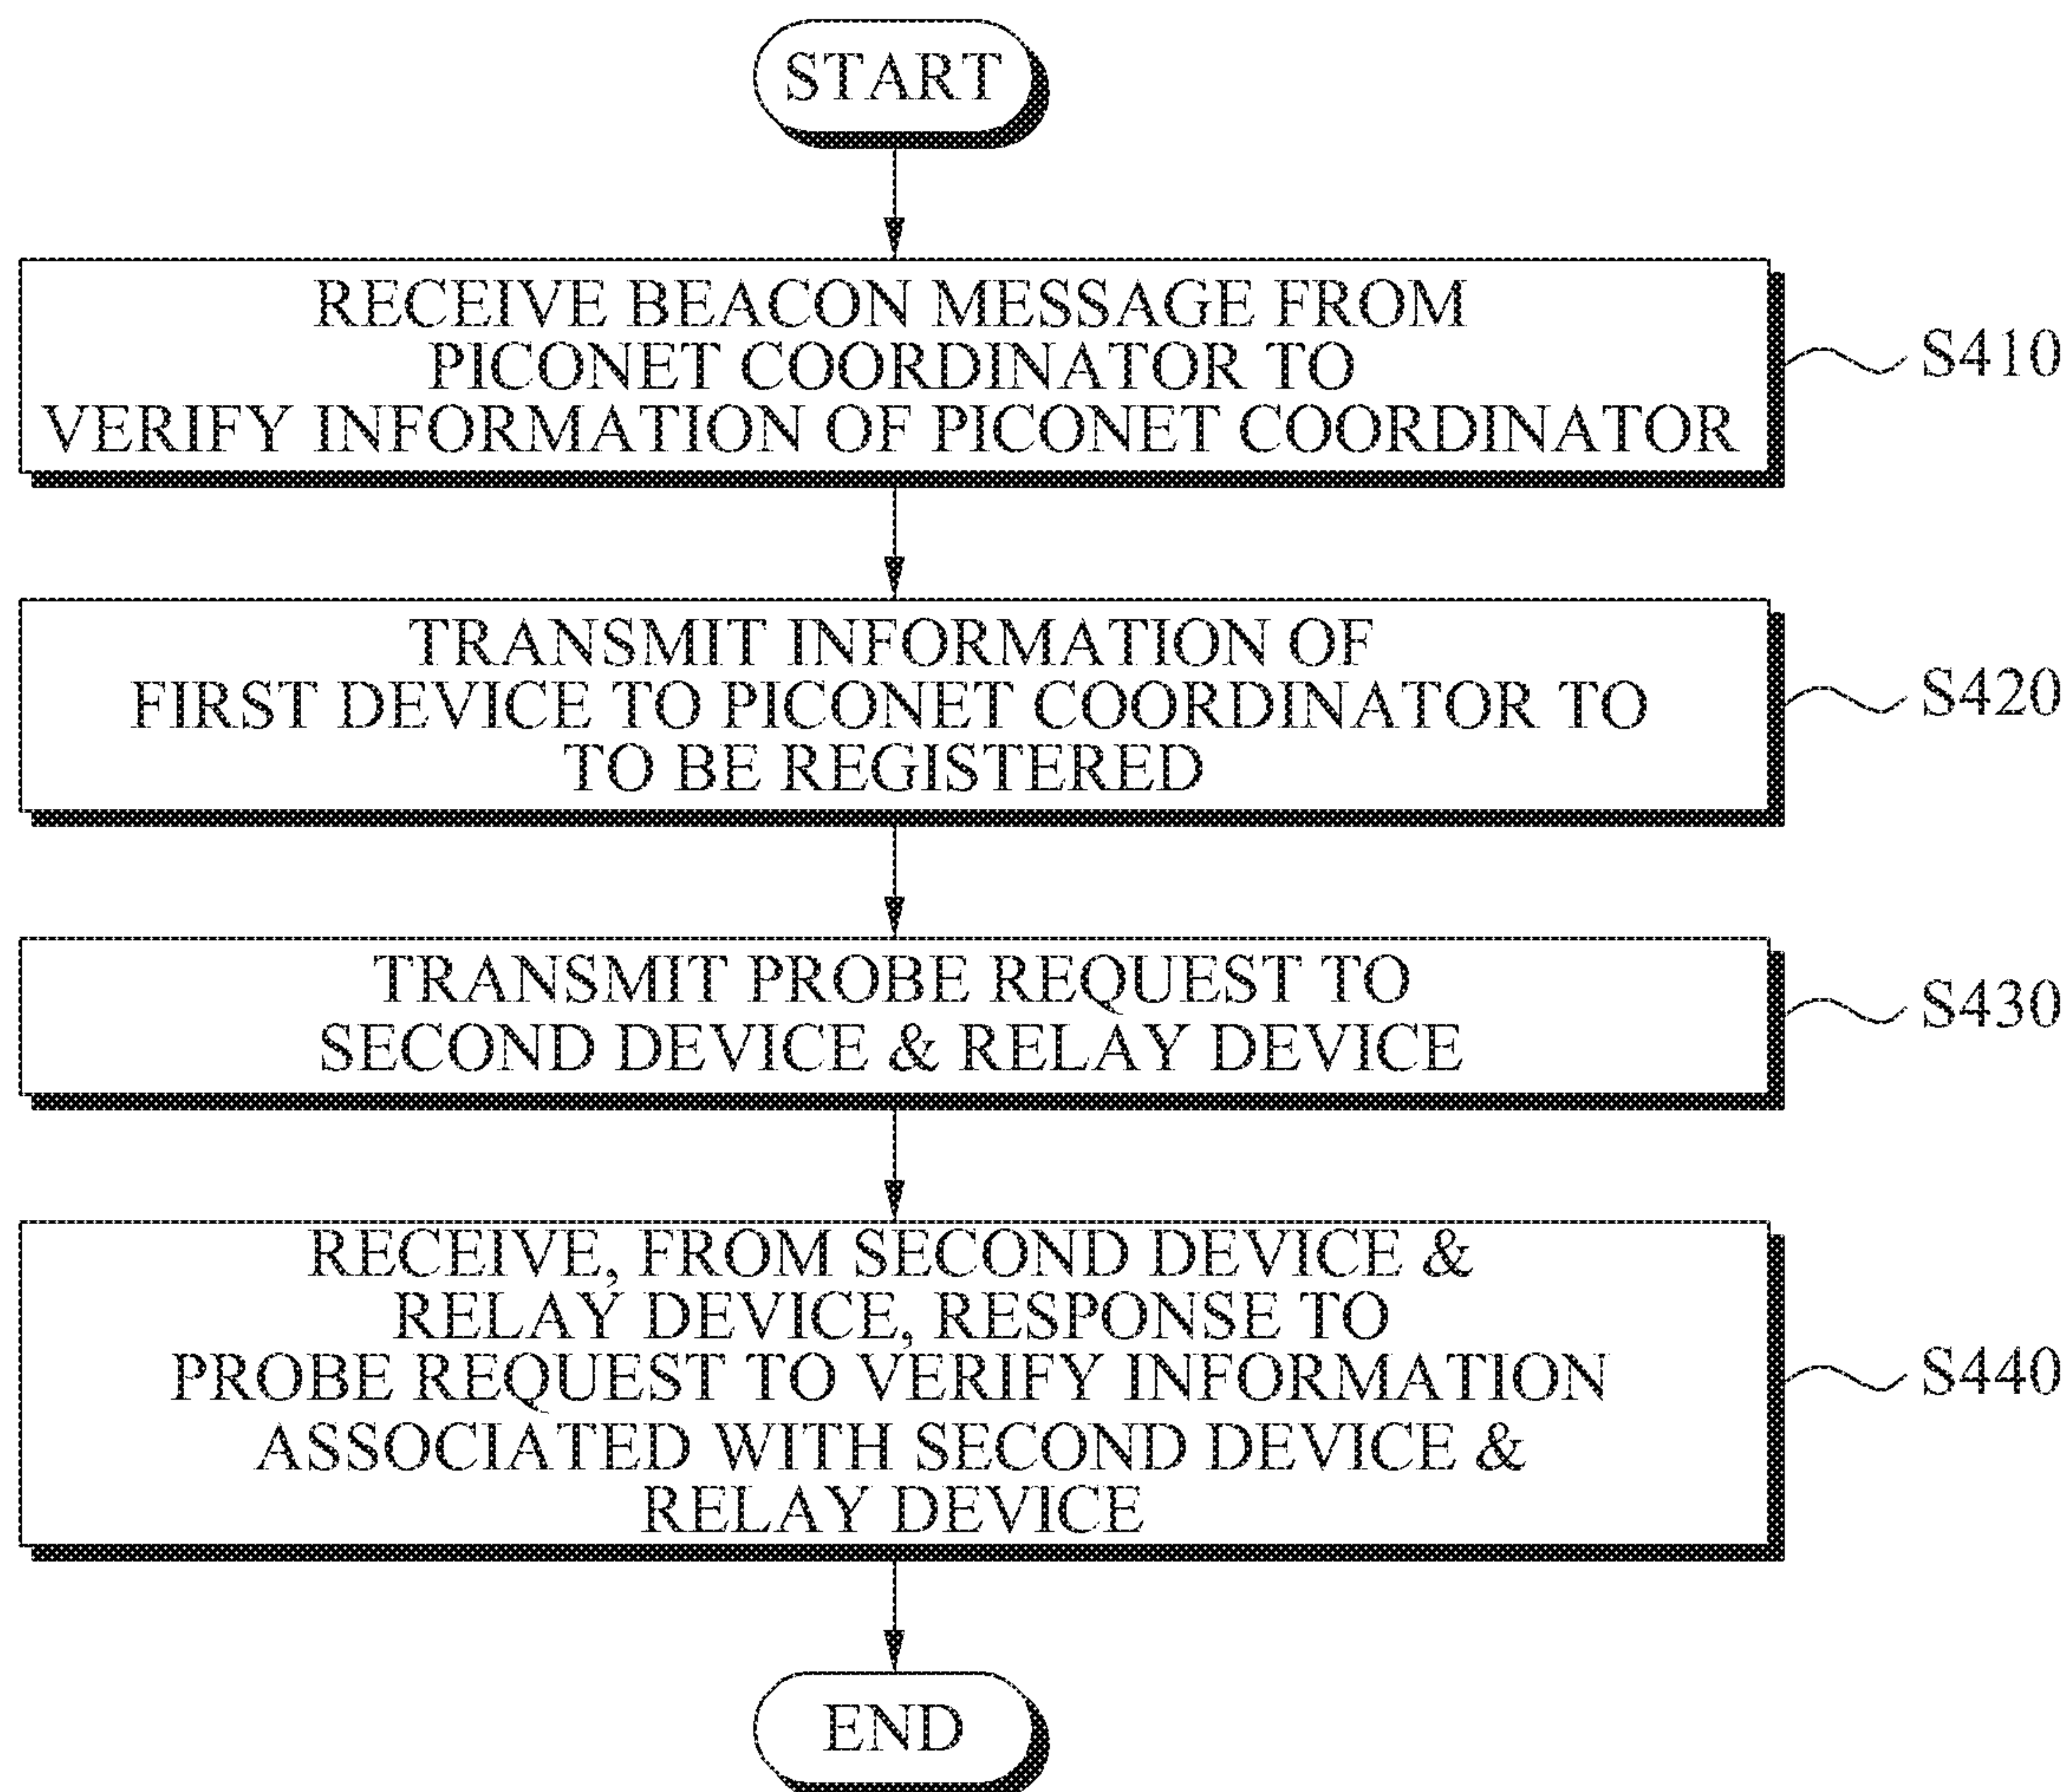 START
RECEIVE BEACON MESSAGE FROM
PICONET COORDINATOR TO
VERIFY INFORMATION OF PICONET COORDINATOR
S410
TRANSMIT INFORMATION OF
FIRST DEVICE TO PICONET COORDINATOR TO
TO BE REGISTERED
S420
TRANSMIT PROBE REQUEST TO
SECOND DEVICE & RELAY DEVICE
S430
RECEIVE, FROM SECOND DEVICE &
RELAY DEVICE, RESPONSE TO
PROBE REQUEST TO VERIFY INFORMATION
ASSOCIATED WITH SECOND DEVICE &
RELAY DEVICE
S440
END